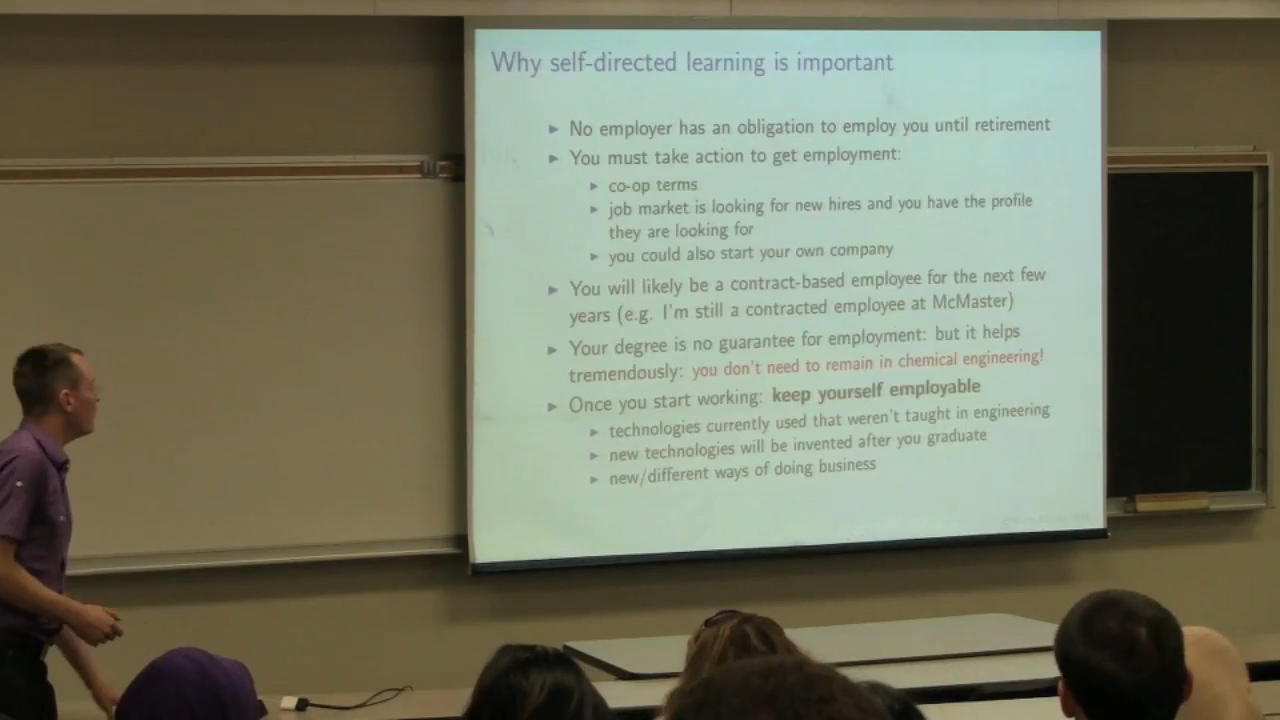 Why self-directed learning is important
► No employer has an obligation to employ you until retirement
► You must take action to get employment:
► co-op terms
► job market is looking for new hires and you have the profile
they are looking for
► you could also start your own company
► You will likely be a contract-based employee for the next few
years (e.g. I'm still a contracted employee at McMaster)
► Your degree is no guarantee for employment: but it helps
tremendously: you don't need to remain in chemical engineering!
► Once you start working: keep yourself employable
► technologies currently used that weren't taught in engineering
► new technologies will be invented after you graduate
► new/different ways of doing business